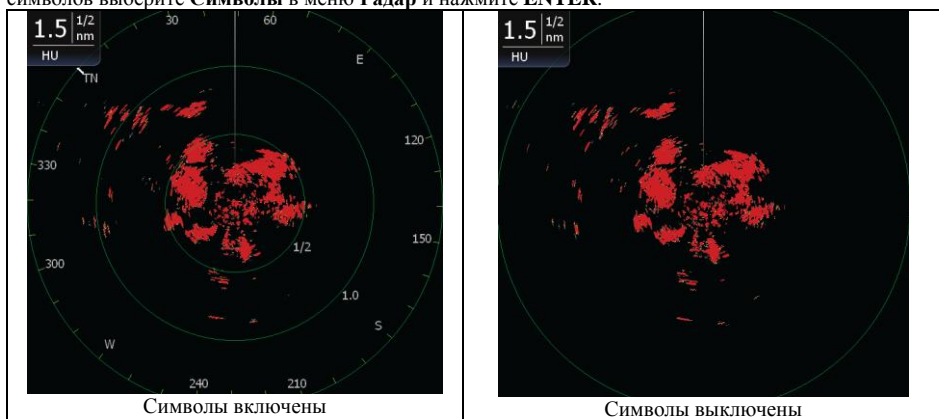 символов выберите Символы в меню Радар и нажмите ENTER.
1.5 1/2 nm
HU
TN
30
60
E
120
150
S
210
240
W
300
330
1/2
1.0
Символы включены
1.5 1/2 nm
HU
Символы выключены